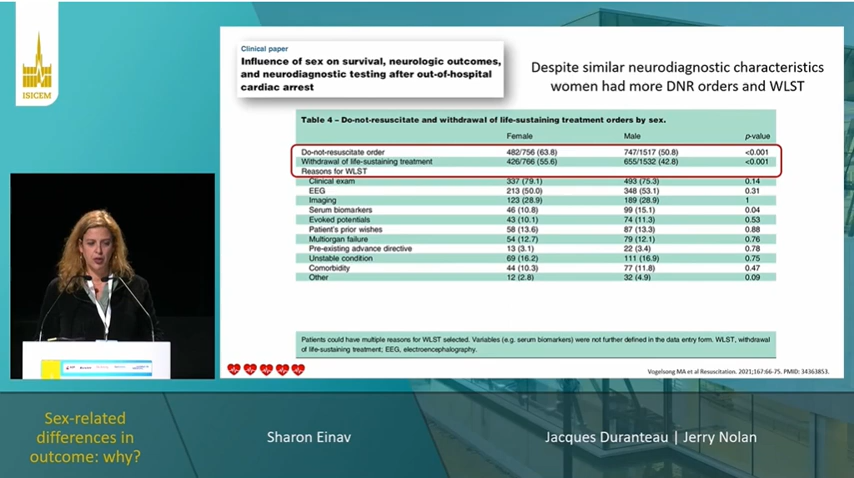 ISICEM
Clinical paper
Influence of sex on survival, neurologic outcomes,
and neurodiagnostic testing after out-of-hospital
cardiac arrest
Despite similar neurodiagnostic characteristics
women had more DNR orders and WLST
Table 4 – Do-not-resuscitate and withdrawal of life-sustaining treatment orders by sex.
Female Male p-value
Do-not-resuscitate order 482/756 (63.8) 747/1517 (50.8) <0.001
Withdrawal of life-sustaining treatment 426/766 (55.6) 655/1532 (42.8) <0.001
Reasons for WLST
Clinical exam 337 (79.1) 493 (75.3) 0.14
EEG 213 (50.0) 348 (53.1) 0.31
Imaging 123 (28.9) 189 (28.9) 1
Serum biomarkers 46 (10.8) 99 (15.1) 0.04
Evoked potentials 43 (10.1) 74 (11.3) 0.53
Patient's prior wishes 58 (13.6) 87 (13.3) 0.88
Multiorgan failure 54 (12.7) 79 (12.1) 0.76
Pre-existing advance directive 13 (3.1) 22 (3.4) 0.78
Unstable condition 69 (16.2) 111 (16.9) 0.75
Comorbidity 44 (10.3) 77 (11.8) 0.47
Other 12 (2.8) 32 (4.9) 0.09
Patients could have multiple reasons for WLST selected. Variables (e.g. serum biomarkers) were not further defined in the data entry form. WLST, withdrawal
of life-sustaining treatment; EEG, electroencephalography.
Vogelsong MA et al Resuscitation. 2021;167:66-75. PMID: 34363853.
Sex-related
differences in
outcome: why?
Sharon Einav
Jacques Duranteau | Jerry Nolan